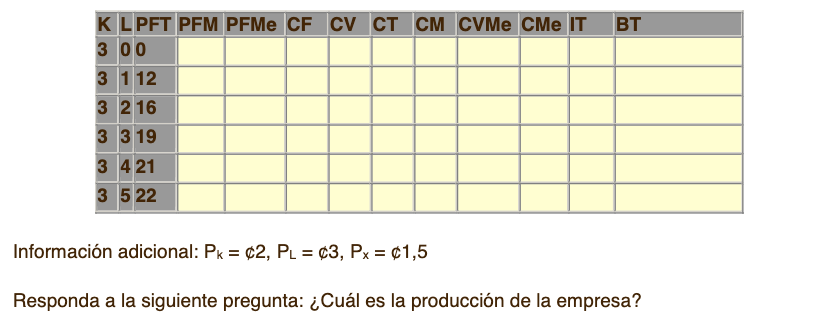 K L PFT PFM PFMe CF CV CT CM CVMe CMe IT BT
3 0 0
3 1 12
3 2 16
3 3 19
3 4 21
3 5 22
Información adicional: Pk = ¢2, PL = ¢3, Px = ¢1,5
Responda a la siguiente pregunta: ¿Cuál es la producción de la empresa?